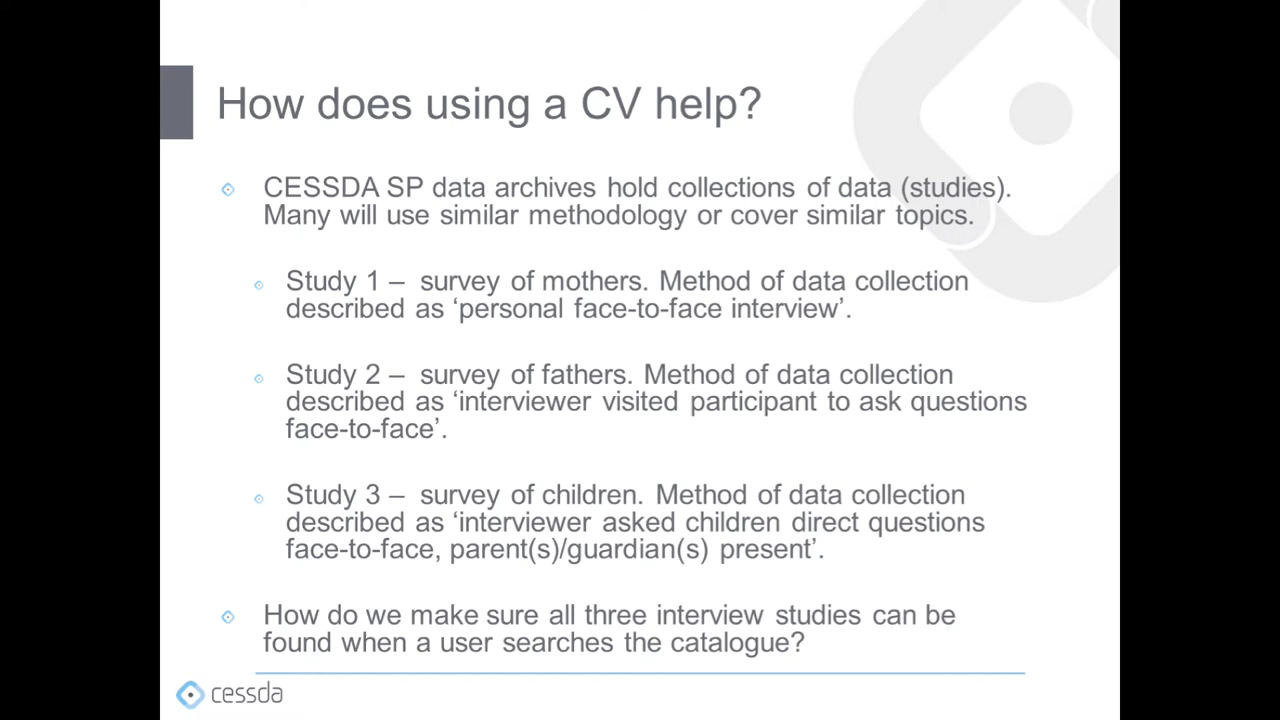 How does using a CV help?
CESSDA SP data archives hold collections of data (studies).
Many will use similar methodology or cover similar topics.
Study 1 – survey of mothers. Method of data collection
described as ‘personal face-to-face interview’.
Study 2 – survey of fathers. Method of data collection
described as ‘interviewer visited participant to ask questions
face-to-face’.
Study 3 – survey of children. Method of data collection
described as ‘interviewer asked children direct questions
face-to-face, parent(s)/guardian(s) present’.
How do we make sure all three interview studies can be
found when a user searches the catalogue?
cessda